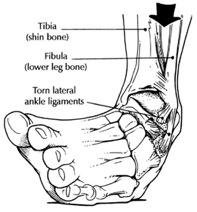 Tibia
(shin bone)
Fibula
(lower leg bone)
Torn lateral
ankle ligaments